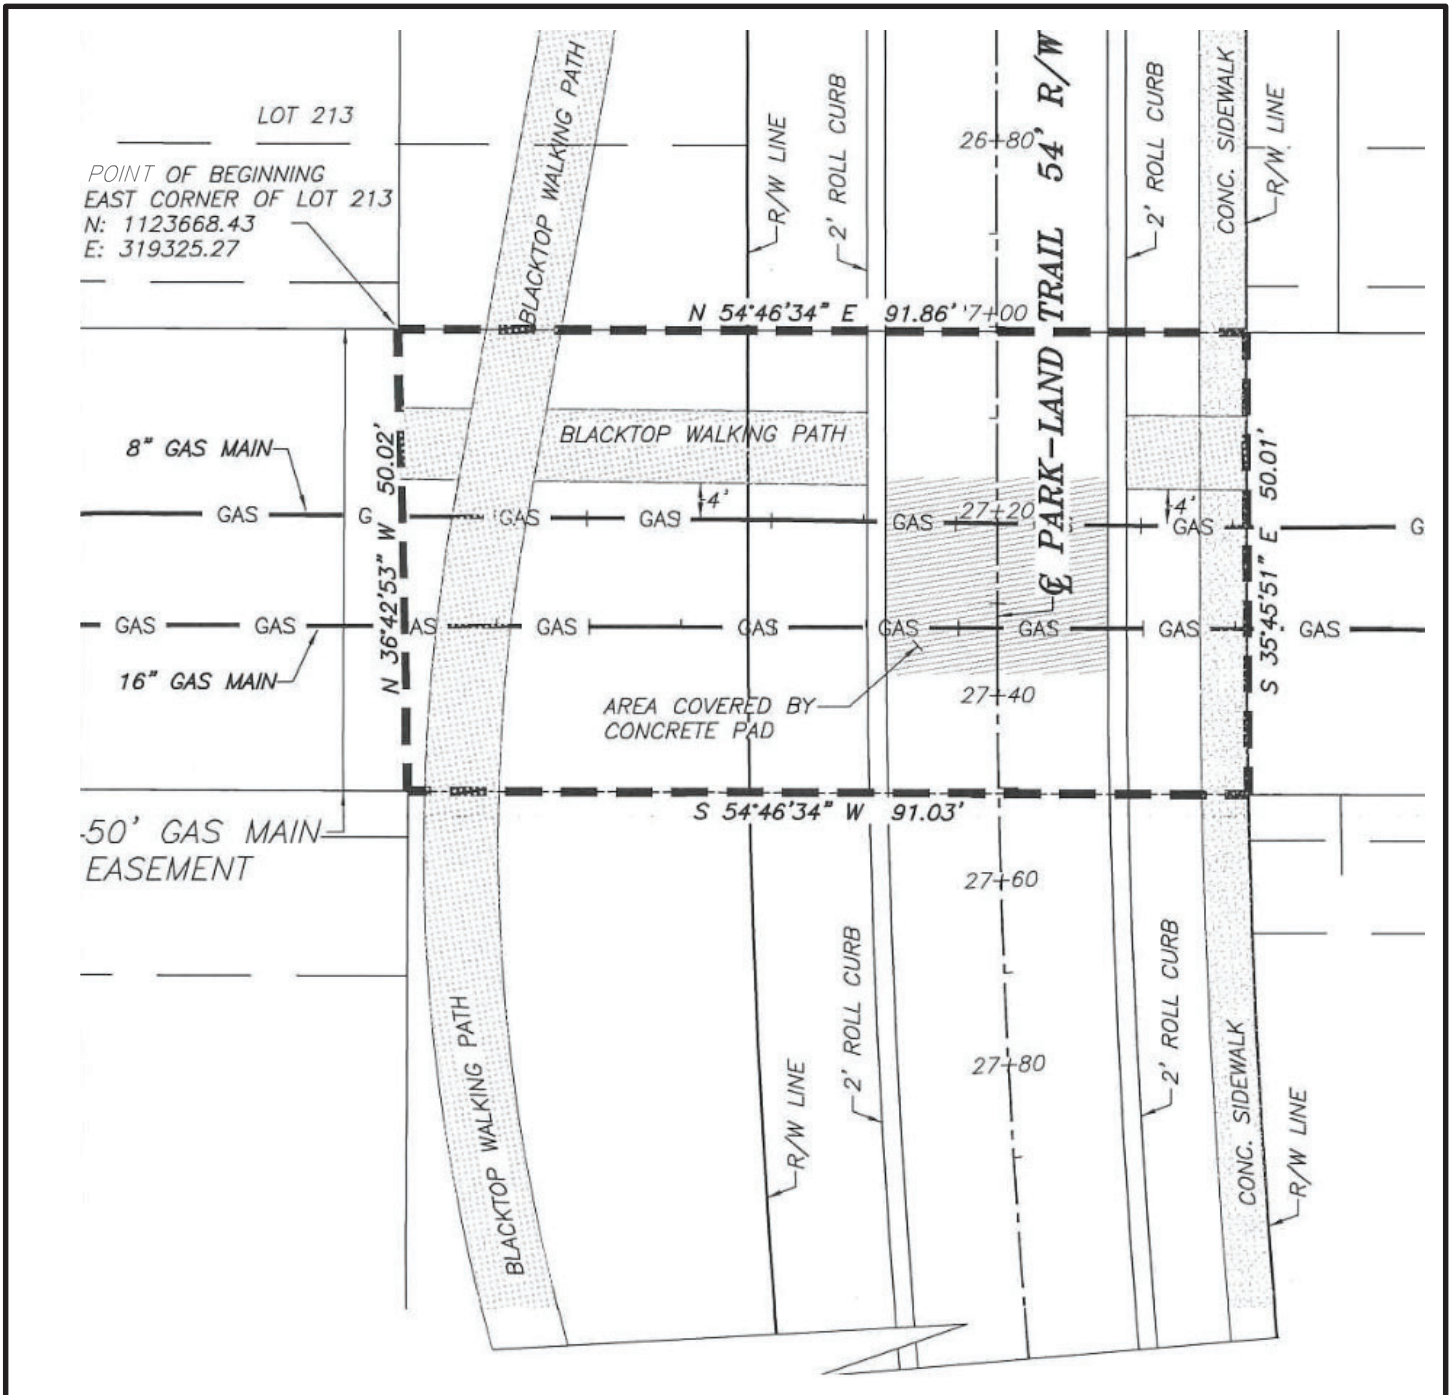 BLACKTOP WALKING PATH
LOT 213
R/W LINE
2' ROLL CURB
26+80
PARK-LAND TRAIL 54' R/W
2' ROLL CURB
CONC. SIDEWALK
R/W LINE
POINT OF BEGINNING
EAST CORNER OF LOT 213
N: 1123668.43
E: 319325.27
N 54°46'34" E 91.86'
'7+00
N 36°42'53" W 50.02'
BLACKTOP WALKING PATH
S 35°45'51" E 50.01'
8" GAS MAIN
4'
4'
GAS G GAS GAS GAS 27+20 GAS G
GAS GAS AS GAS GAS GAS GAS GAS GAS
16" GAS MAIN
27+40
AREA COVERED BY
CONCRETE PAD
S 54°46'34" W 91.03'
50' GAS MAIN
EASEMENT
27+60
2' ROLL CURB
2' ROLL CURB
BLACKTOP WALKING PATH
27+80
R/W LINE
CONC. SIDEWALK
R/W LINE